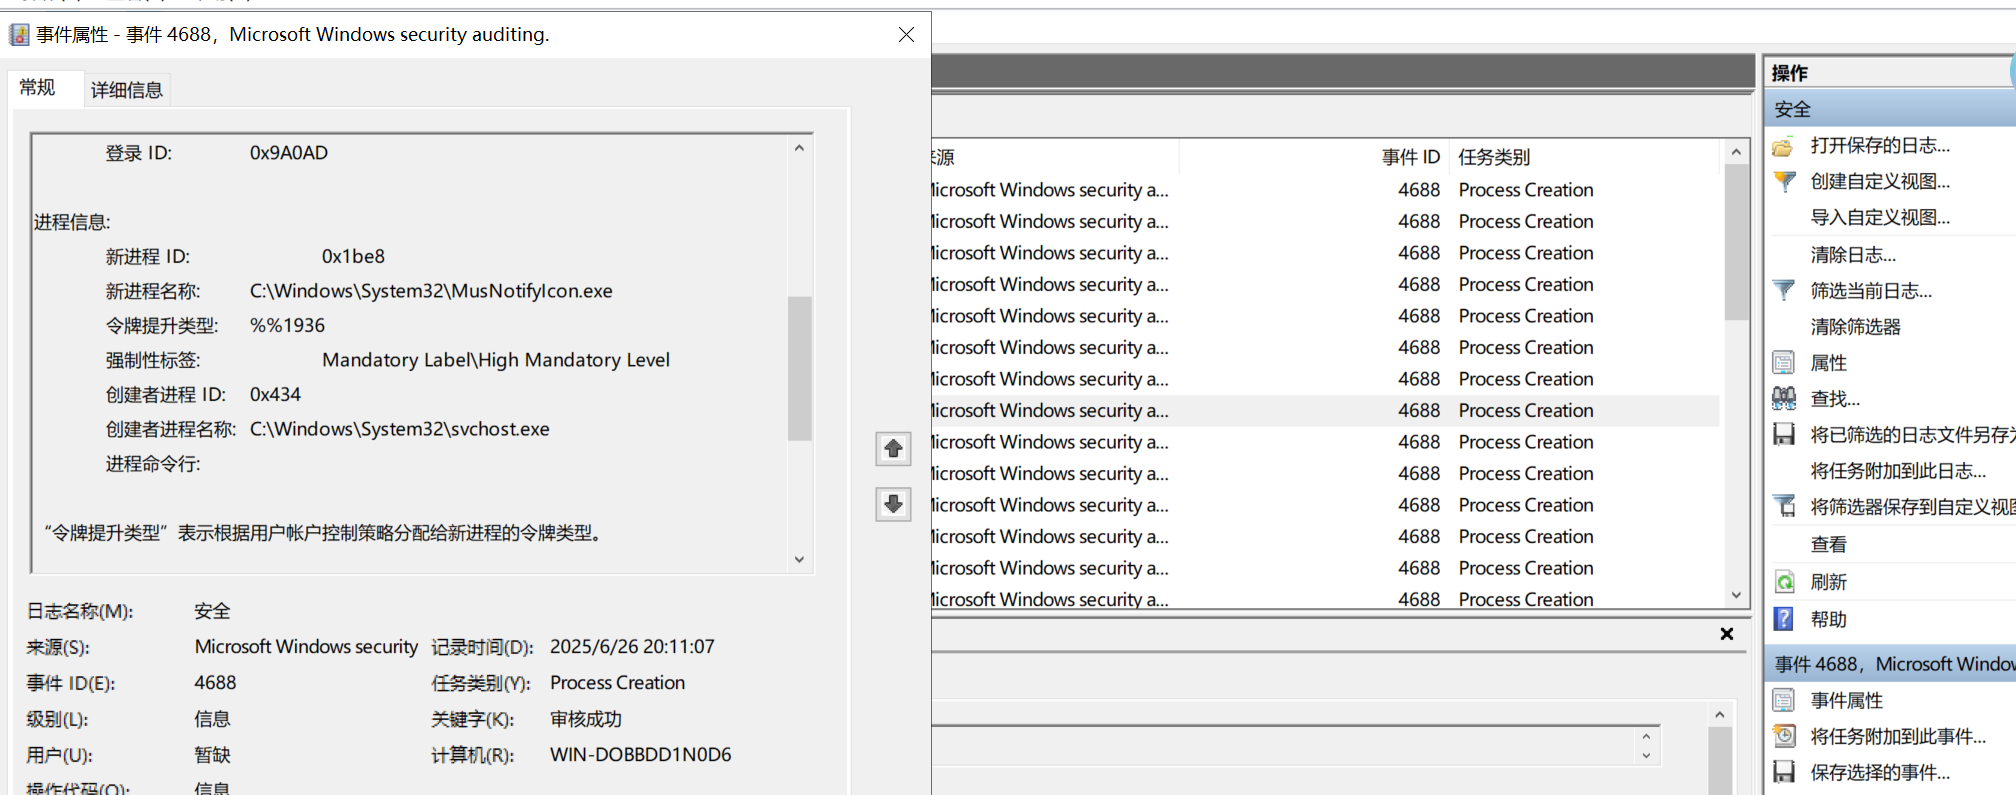 事件属性 - 事件 4688，Microsoft Windows security auditing.
常规
详细信息
登录 ID: 0x9A0AD
进程信息:
新进程 ID: 0x1be8
新进程名称: C:\Windows\System32\MusNotifyIcon.exe
令牌提升类型: %%1936
强制性标签: Mandatory Label\High Mandatory Level
创建者进程 ID: 0x434
创建者进程名称: C:\Windows\System32\svchost.exe
进程命令行:
“令牌提升类型”表示根据用户帐户控制策略分配给新进程的令牌类型。
日志名称(M): 安全
来源(S): Microsoft Windows security 记录时间(D): 2025/6/26 20:11:07
事件 ID(E): 4688 任务类别(Y): Process Creation
级别(L): 信息 关键字(K): 审核成功
用户(U): 暂缺 计算机(R): WIN-DOBBDD1N0D6
操作代码(O): 信息
来源 事件 ID 任务类别
Microsoft Windows security a... 4688 Process Creation
Microsoft Windows security a... 4688 Process Creation
Microsoft Windows security a... 4688 Process Creation
Microsoft Windows security a... 4688 Process Creation
Microsoft Windows security a... 4688 Process Creation
Microsoft Windows security a... 4688 Process Creation
Microsoft Windows security a... 4688 Process Creation
Microsoft Windows security a... 4688 Process Creation
Microsoft Windows security a... 4688 Process Creation
Microsoft Windows security a... 4688 Process Creation
Microsoft Windows security a... 4688 Process Creation
Microsoft Windows security a... 4688 Process Creation
Microsoft Windows security a... 4688 Process Creation
Microsoft Windows security a... 4688 Process Creation
操作
安全
打开保存的日志...
创建自定义视图...
导入自定义视图...
清除日志...
筛选当前日志...
清除筛选器
属性
查找...
将已筛选的日志文件另存为
将任务附加到此日志...
将筛选器保存到自定义视图
查看
刷新
帮助
事件 4688，Microsoft Window
事件属性
将任务附加到此事件...
保存选择的事件...